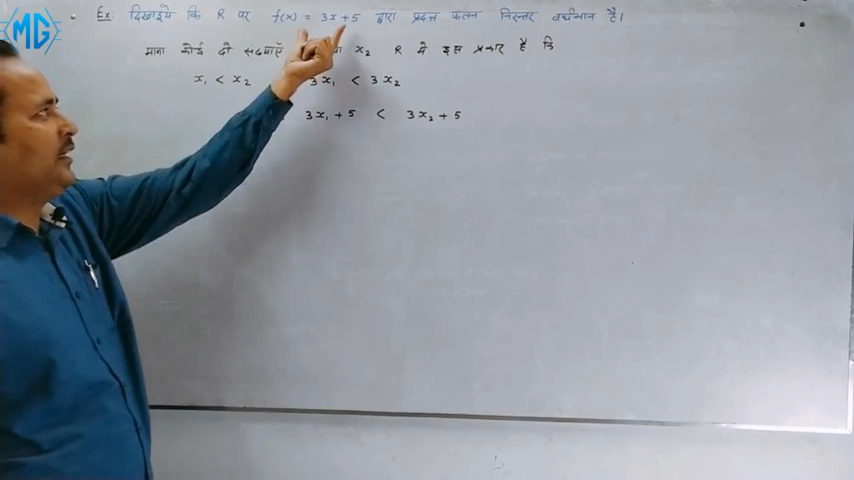 MG
Ex: दिखाइये कि R पर f(x) = 3x+5 द्वारा प्रदत्त फलन निरन्तर वर्धमान है।
माना कोई दो संख्याएँ x₂ R में इस प्रकार है कि
x₁ < x₂ 3x₁ < 3x₂
3x₁ + 5 < 3x₂ + 5